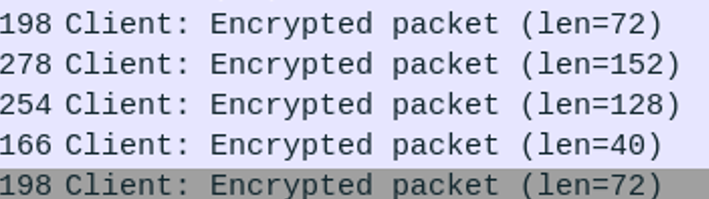 198 Client: Encrypted packet (len=72)
278 Client: Encrypted packet (len=152)
254 Client: Encrypted packet (len=128)
166 Client: Encrypted packet (len=40)
198 Client: Encrypted packet (len=72)